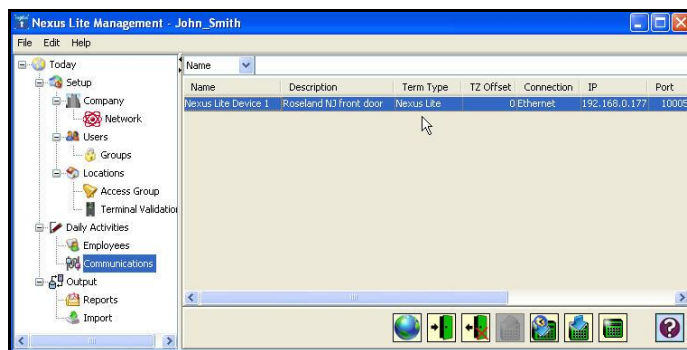 Nexus Lite Management - John_Smith
File Edit Help
Today
Setup
Company
Network
Users
Groups
Locations
Access Group
Terminal Validation
Daily Activities
Employees
Communications
Output
Reports
Import
Name
Name Description Term Type TZ Offset Connection IP Port
Nexus Lite Device 1 Roseland NJ front door Nexus Lite 0 Ethernet 192.168.0.177 10005
?